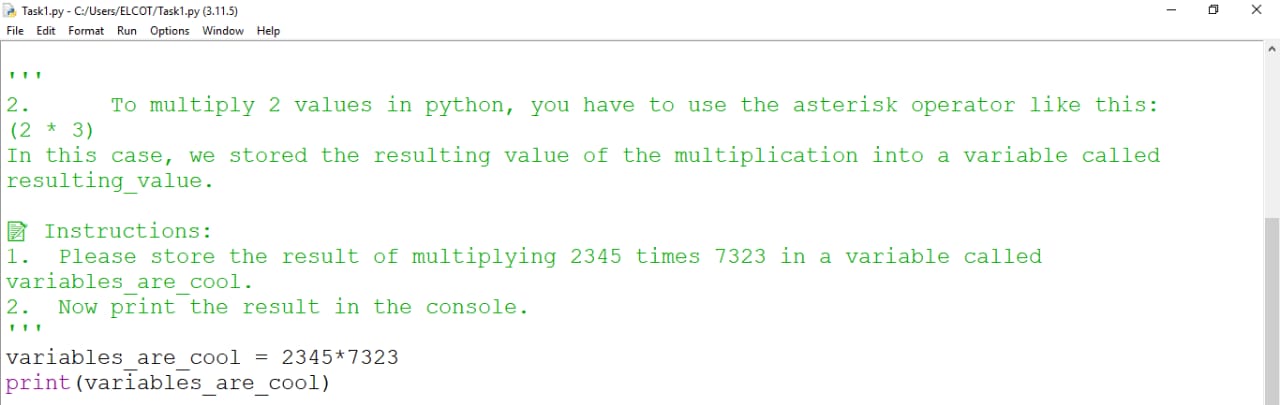 Task1.py - C:/Users/ELCOT/Task1.py (3.11.5)
File Edit Format Run Options Window Help
'''
2.      To multiply 2 values in python, you have to use the asterisk operator like this:
(2 * 3)
In this case, we stored the resulting value of the multiplication into a variable called
resulting_value.
📝 Instructions:
1.  Please store the result of multiplying 2345 times 7323 in a variable called
variables_are_cool.
2.  Now print the result in the console.
'''
variables_are_cool = 2345*7323
print(variables_are_cool)